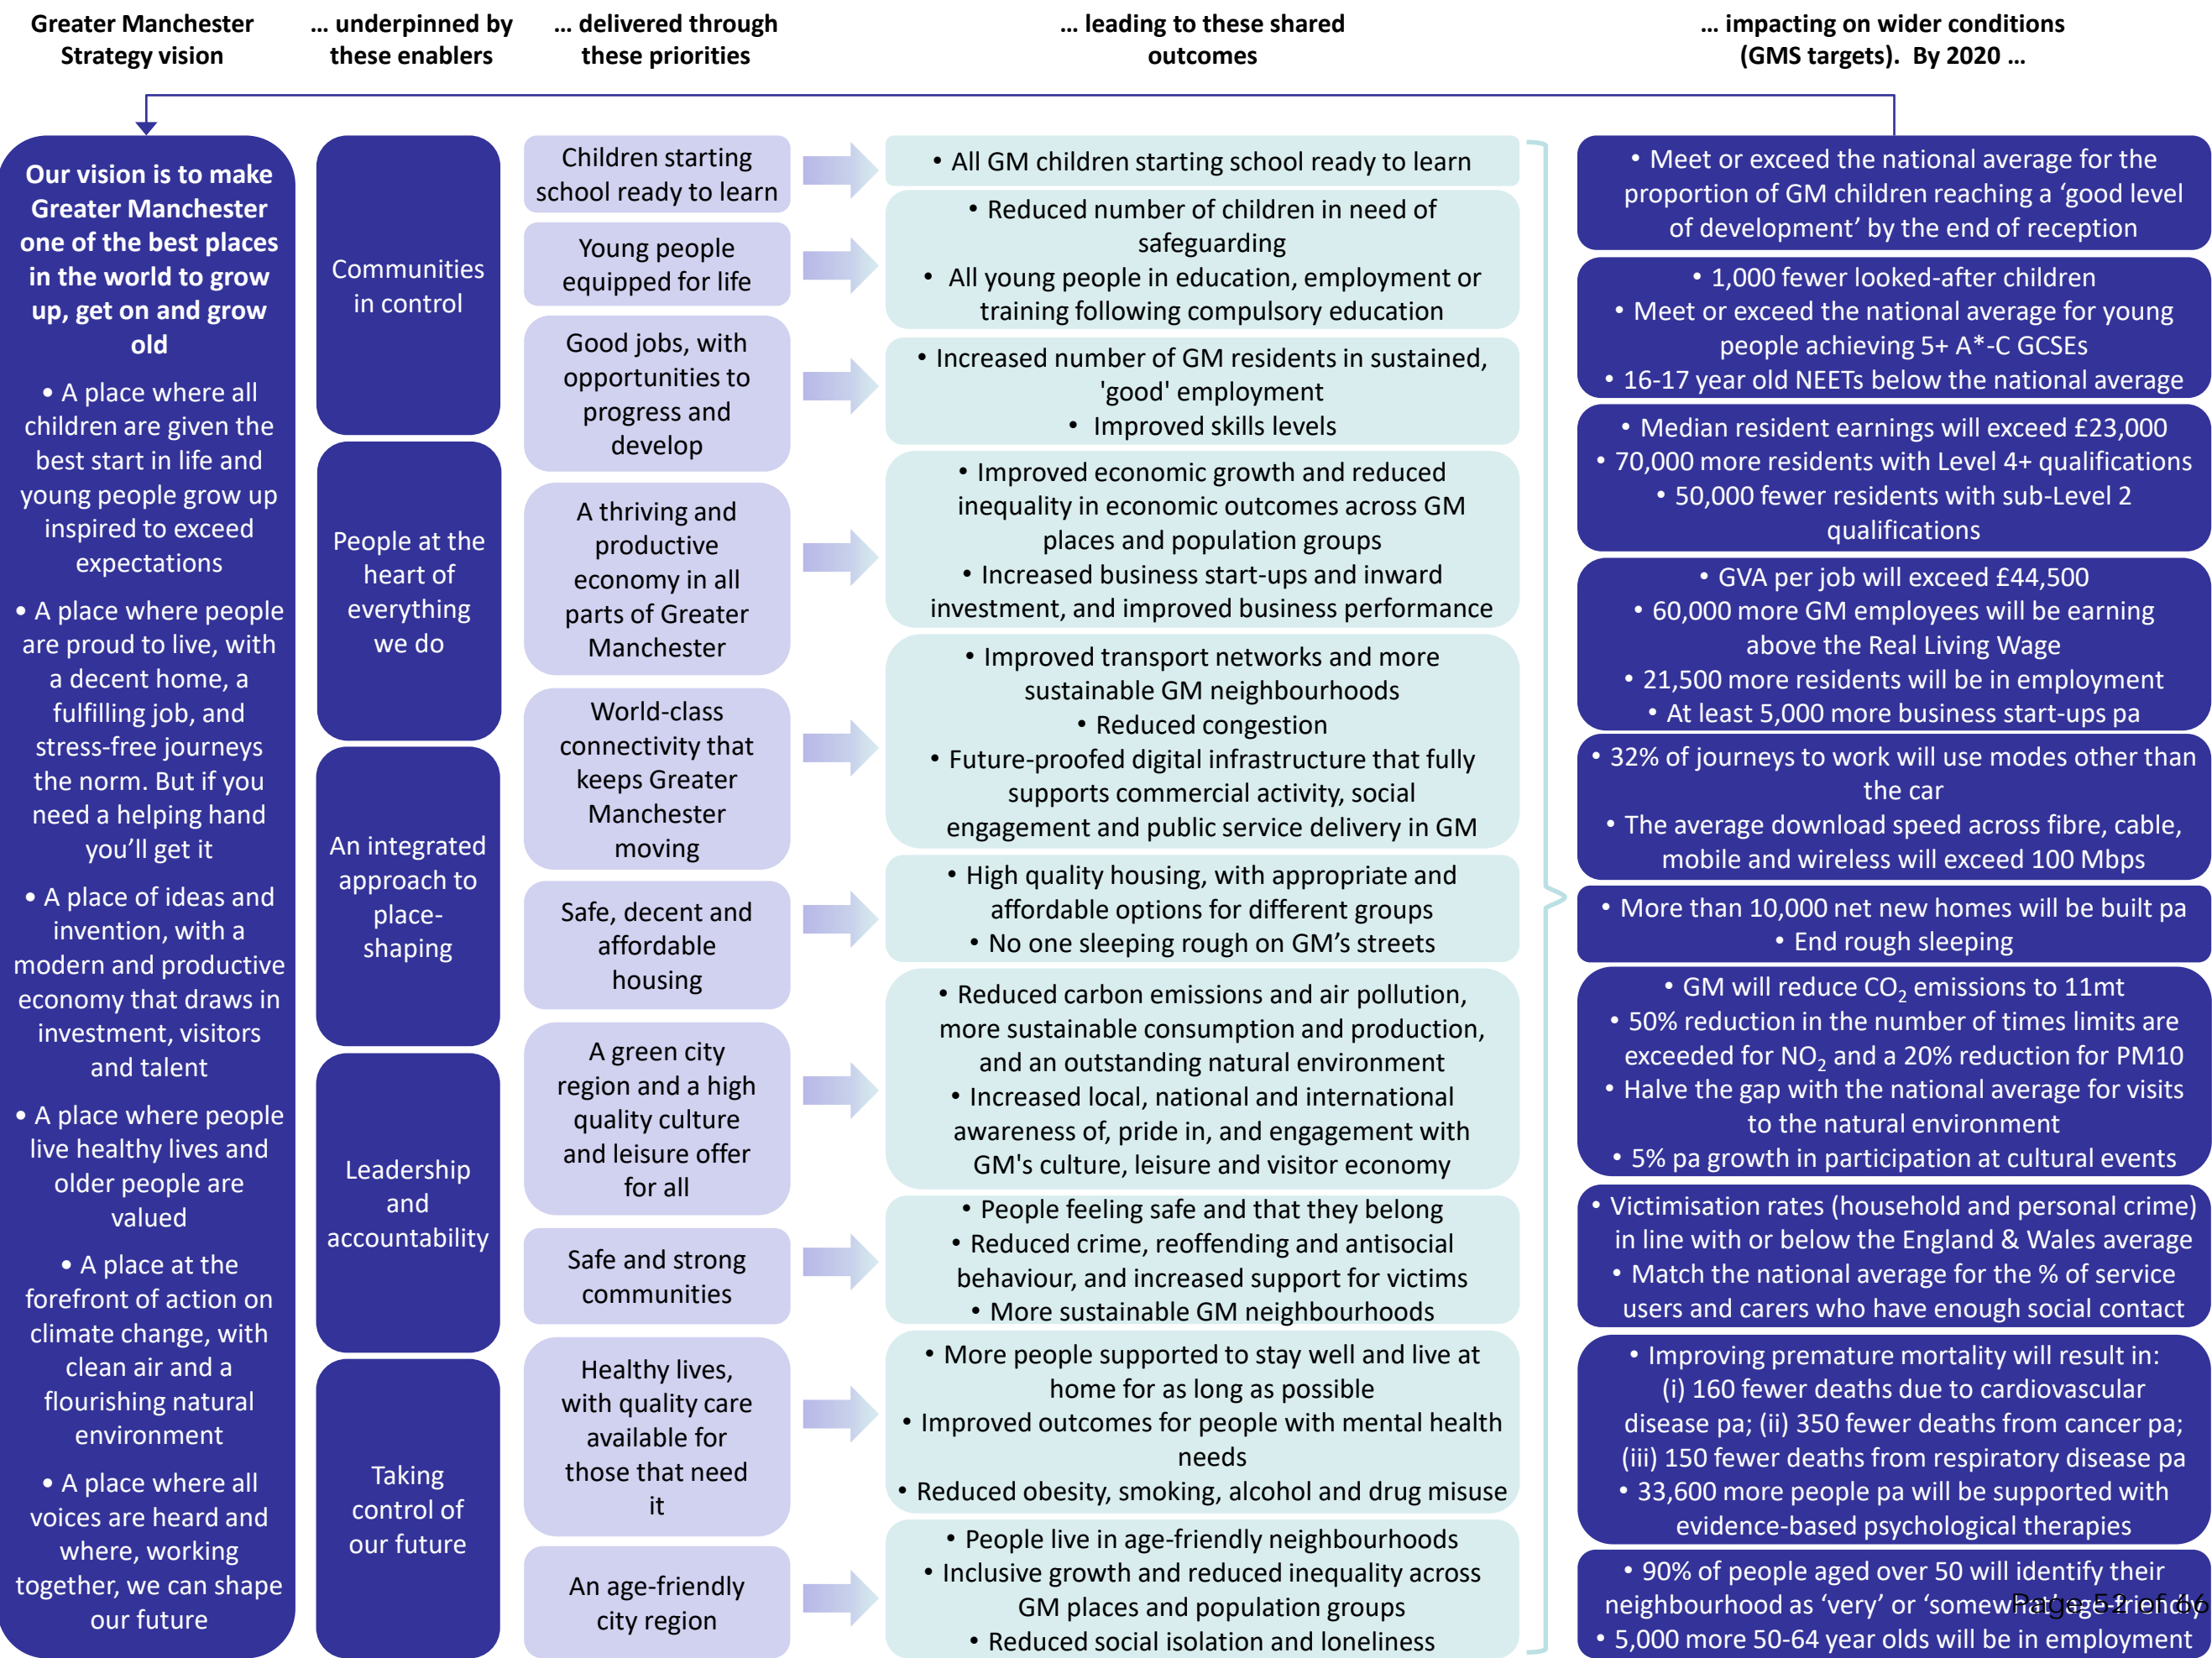 Greater Manchester
Strategy vision
... underpinned by
these enablers
... delivered through
these priorities
... leading to these shared
outcomes
... impacting on wider conditions
(GMS targets).  By 2020 ...
Our vision is to make
Greater Manchester
one of the best places
in the world to grow
up, get on and grow
old
• A place where all
children are given the
best start in life and
young people grow up
inspired to exceed
expectations
• A place where people
are proud to live, with
a decent home, a
fulfilling job, and
stress-free journeys
the norm. But if you
need a helping hand
you’ll get it
• A place of ideas and
invention, with a
modern and productive
economy that draws in
investment, visitors
and talent
• A place where people
live healthy lives and
older people are
valued
• A place at the
forefront of action on
climate change, with
clean air and a
flourishing natural
environment
• A place where all
voices are heard and
where, working
together, we can shape
our future
Communities
in control
People at the
heart of
everything
we do
An integrated
approach to
place-
shaping
Leadership
and
accountability
Taking
control of
our future
Children starting
school ready to learn
Young people
equipped for life
Good jobs, with
opportunities to
progress and
develop
A thriving and
productive
economy in all
parts of Greater
Manchester
World-class
connectivity that
keeps Greater
Manchester
moving
Safe, decent and
affordable
housing
A green city
region and a high
quality culture
and leisure offer
for all
Safe and strong
communities
Healthy lives,
with quality care
available for
those that need
it
An age-friendly
city region
• All GM children starting school ready to learn
• Reduced number of children in need of
safeguarding
• All young people in education, employment or
training following compulsory education
• Increased number of GM residents in sustained,
'good' employment
• Improved skills levels
• Improved economic growth and reduced
inequality in economic outcomes across GM
places and population groups
• Increased business start-ups and inward
investment, and improved business performance
• Improved transport networks and more
sustainable GM neighbourhoods
• Reduced congestion
• Future-proofed digital infrastructure that fully
supports commercial activity, social
engagement and public service delivery in GM
• High quality housing, with appropriate and
affordable options for different groups
• No one sleeping rough on GM’s streets
• Reduced carbon emissions and air pollution,
more sustainable consumption and production,
and an outstanding natural environment
• Increased local, national and international
awareness of, pride in, and engagement with
GM's culture, leisure and visitor economy
• People feeling safe and that they belong
• Reduced crime, reoffending and antisocial
behaviour, and increased support for victims
• More sustainable GM neighbourhoods
• More people supported to stay well and live at
home for as long as possible
• Improved outcomes for people with mental health
needs
• Reduced obesity, smoking, alcohol and drug misuse
• People live in age-friendly neighbourhoods
• Inclusive growth and reduced inequality across
GM places and population groups
• Reduced social isolation and loneliness
• Meet or exceed the national average for the
proportion of GM children reaching a ‘good level
of development’ by the end of reception
• 1,000 fewer looked-after children
• Meet or exceed the national average for young
people achieving 5+ A*-C GCSEs
• 16-17 year old NEETs below the national average
• Median resident earnings will exceed £23,000
• 70,000 more residents with Level 4+ qualifications
• 50,000 fewer residents with sub-Level 2
qualifications
• GVA per job will exceed £44,500
• 60,000 more GM employees will be earning
above the Real Living Wage
• 21,500 more residents will be in employment
• At least 5,000 more business start-ups pa
• 32% of journeys to work will use modes other than
the car
• The average download speed across fibre, cable,
mobile and wireless will exceed 100 Mbps
• More than 10,000 net new homes will be built pa
• End rough sleeping
• GM will reduce CO₂ emissions to 11mt
• 50% reduction in the number of times limits are
exceeded for NO₂ and a 20% reduction for PM10
• Halve the gap with the national average for visits
to the natural environment
• 5% pa growth in participation at cultural events
• Victimisation rates (household and personal crime)
in line with or below the England & Wales average
• Match the national average for the % of service
users and carers who have enough social contact
• Improving premature mortality will result in:
(i) 160 fewer deaths due to cardiovascular
disease pa; (ii) 350 fewer deaths from cancer pa;
(iii) 150 fewer deaths from respiratory disease pa
• 33,600 more people pa will be supported with
evidence-based psychological therapies
• 90% of people aged over 50 will identify their
neighbourhood as ‘very’ or ‘somewhat’ age-friendly
• 5,000 more 50-64 year olds will be in employment
Page 52 of 66